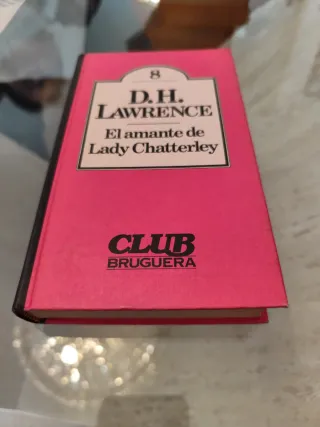 8
D.H.
LAWRENCE
El amante de
Lady Chatterley
CLUB
BRUGUERA